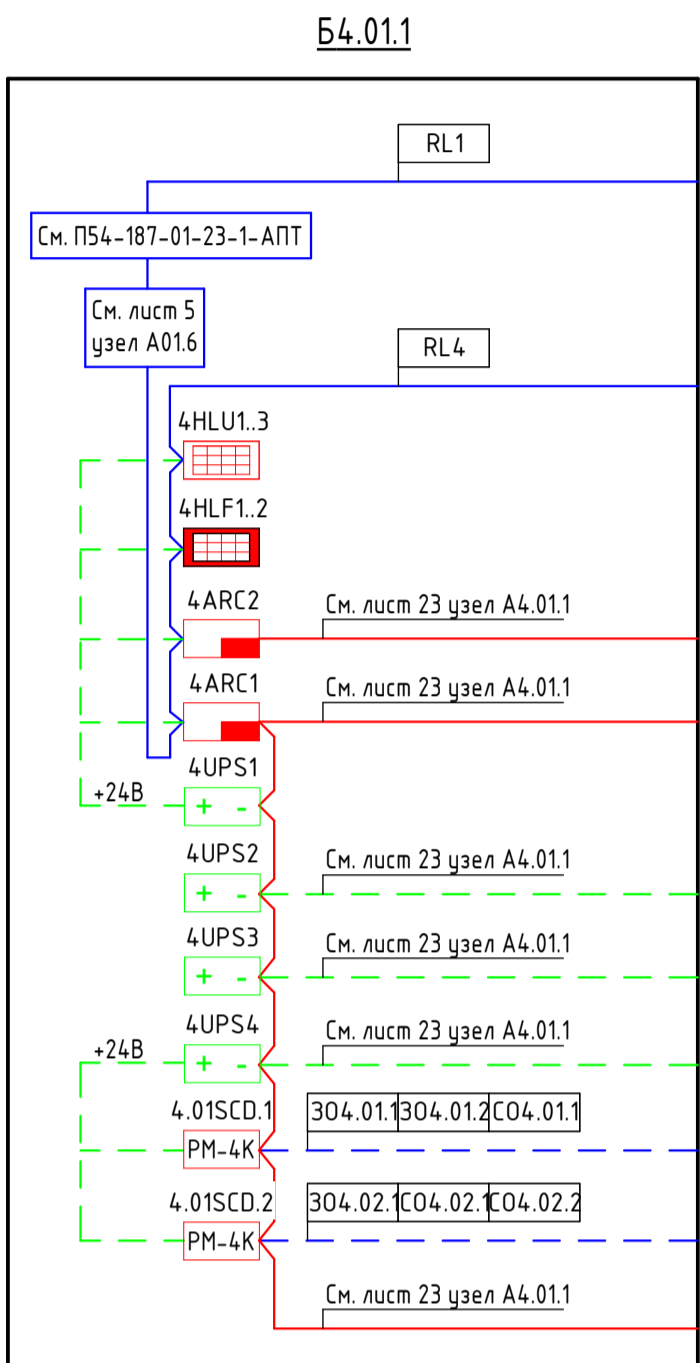 Б4.01.1
RL1
См. П54-187-01-23-1-АПТ
См. лист 5
узел А01.6
RL4
4HLU1..3
4HLF1..2
4ARC2
См. лист 23 узел А4.01.1
4ARC1
См. лист 23 узел А4.01.1
4UPS1
+24В
+ -
4UPS2
См. лист 23 узел А4.01.1
+ -
4UPS3
См. лист 23 узел А4.01.1
+ -
4UPS4
См. лист 23 узел А4.01.1
+24В
+ -
4.01SCD.1
ЗО4.01.1 ЗО4.01.2 СО4.01.1
РМ-4К
4.01SCD.2
ЗО4.02.1 СО4.02.1 СО4.02.2
РМ-4К
См. лист 23 узел А4.01.1